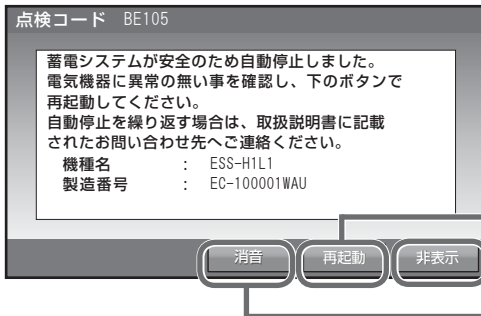 点検コード BE105
蓄電システムが安全のため自動停止しました。
電気機器に異常の無い事を確認し、下のボタンで
再起動してください。
自動停止を繰り返す場合は、取扱説明書に記載
されたお問い合わせ先へご連絡ください。
機種名 : ESS-H1L1
製造番号 : EC-100001WAU
消音 再起動 非表示